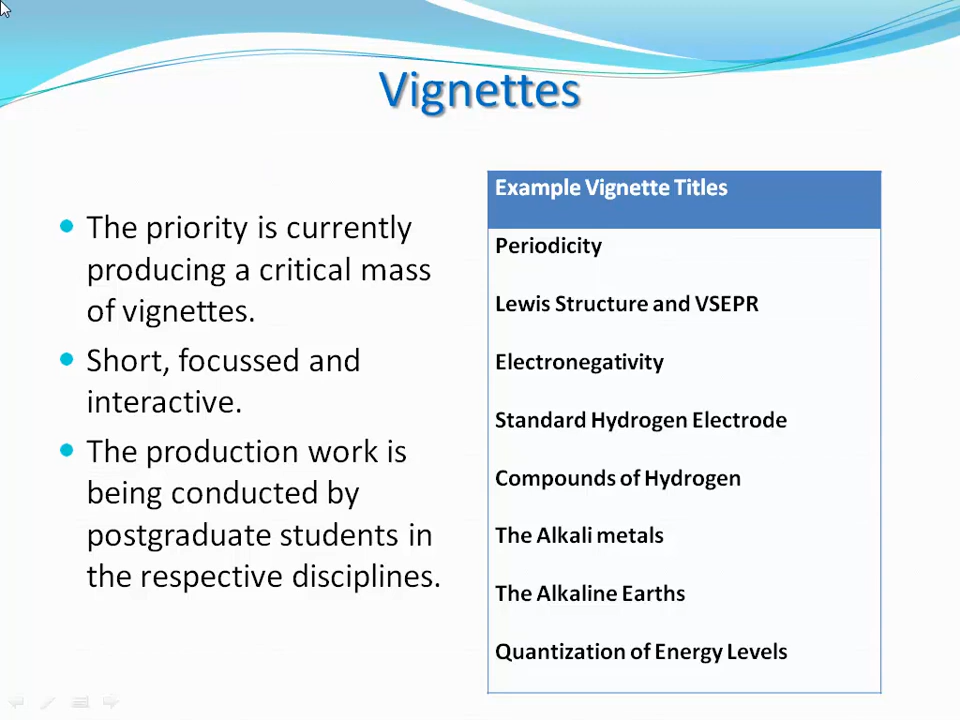 Vignettes
The priority is currently
producing a critical mass
of vignettes.
Short, focussed and
interactive.
The production work is
being conducted by
postgraduate students in
the respective disciplines.
Example Vignette Titles
Periodicity
Lewis Structure and VSEPR
Electronegativity
Standard Hydrogen Electrode
Compounds of Hydrogen
The Alkali metals
The Alkaline Earths
Quantization of Energy Levels